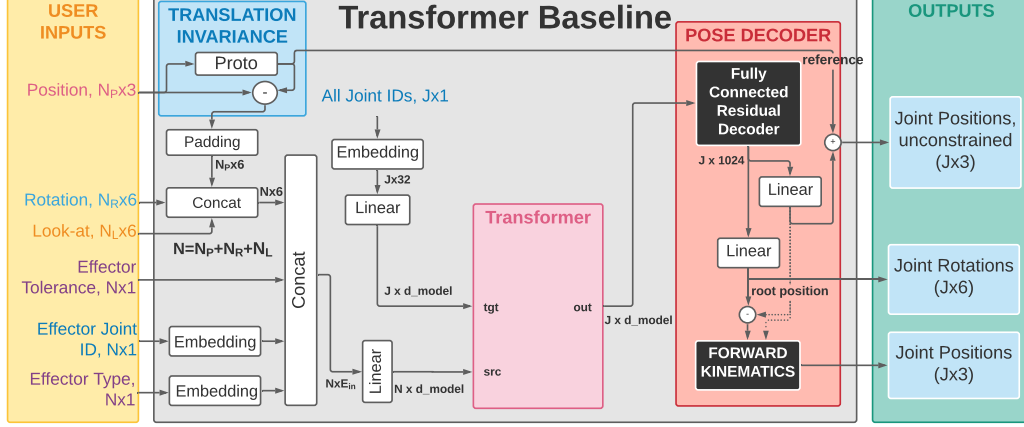 USER
INPUTS
Position, NPx3
Rotation, NRx6
Look-at, NLx6
Effector
Tolerance, Nx1
Effector Joint
ID, Nx1
Effector Type,
Nx1
Transformer Baseline
TRANSLATION
INVARIANCE
Proto
-
Padding
NPx6
Concat
Nx6
N=NP+NR+NL
Embedding
Embedding
Concat
All Joint IDs, Jx1
Embedding
Jx32
Linear
J x d_model
NxEin
Linear
N x d_model
Transformer
tgt
out
src
J x d_model
POSE DECODER
reference
Fully
Connected
Residual
Decoder
J x 1024
+
Linear
Linear
root position
-
FORWARD
KINEMATICS
OUTPUTS
Joint Positions,
unconstrained
(Jx3)
Joint Rotations
(Jx6)
Joint Positions
(Jx3)